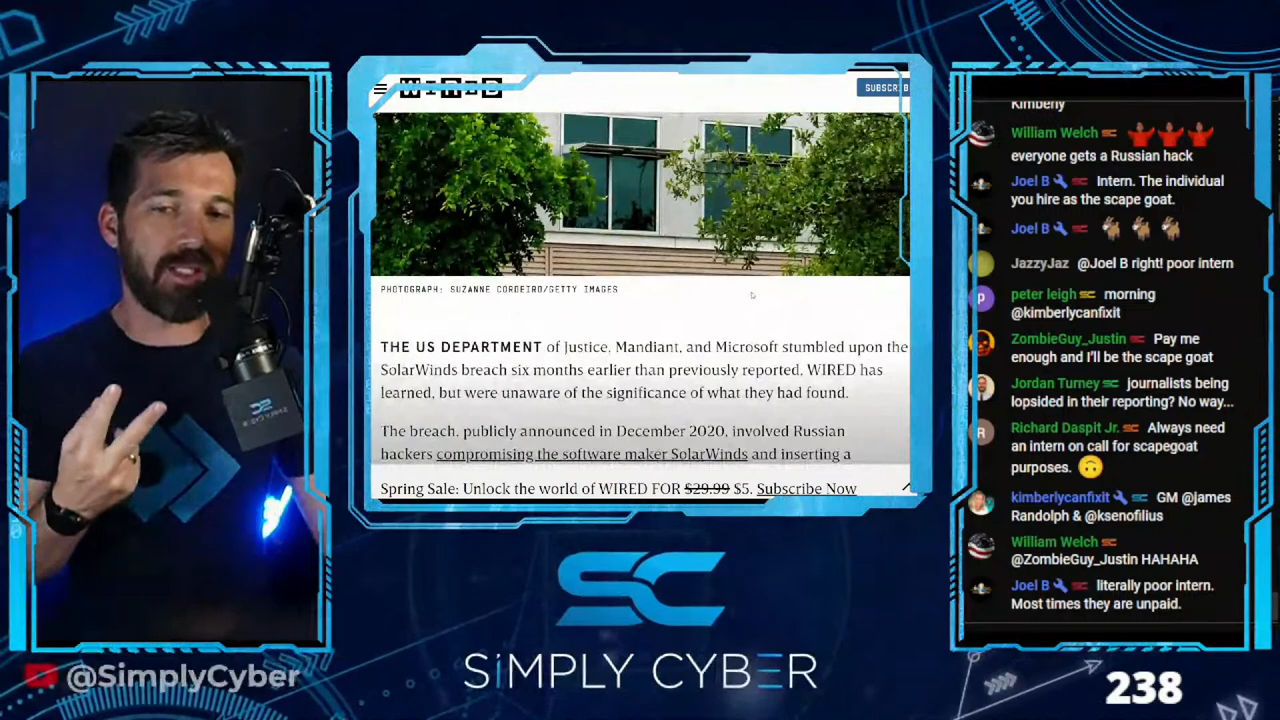 WIRED
SUBSCRIB
PHOTOGRAPH: SUZANNE CORDEIRO/GETTY IMAGES
THE US DEPARTMENT of Justice, Mandiant, and Microsoft stumbled upon the
SolarWinds breach six months earlier than previously reported, WIRED has
learned, but were unaware of the significance of what they had found.
The breach, publicly announced in December 2020, involved Russian
hackers compromising the software maker SolarWinds and inserting a
Spring Sale: Unlock the world of WIRED FOR $29.99 $5. Subscribe Now
SC
SIMPLY CYBER
@SimplyCyber
SIMPLY CYBER
Kimberly
William Welch
everyone gets a Russian hack
Joel B Intern. The individual
you hire as the scape goat.
Joel B
JazzyJaz @Joel B right! poor intern
peter leigh morning
@kimberlycanfixit
ZombieGuy_Justin Pay me
enough and I'll be the scape goat
Jordan Turney journalists being
lopsided in their reporting? No way...
Richard Daspit Jr. Always need
an intern on call for scapegoat
purposes. 🙃
kimberlycanfixit GM @james
Randolph & @ksenofilius
William Welch
@ZombieGuy_Justin HAHAHA
Joel B literally poor intern.
Most times they are unpaid.
238